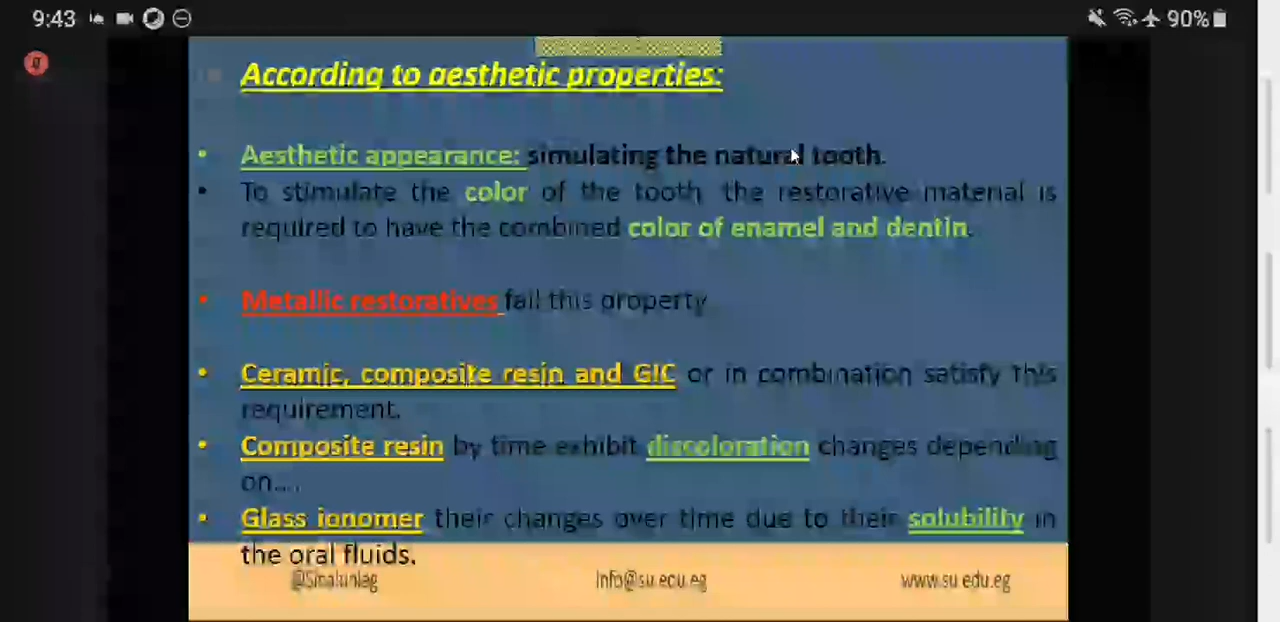 9:43
90%
According to aesthetic properties:
• Aesthetic appearance: simulating the natural tooth.
• To stimulate the color of the tooth the restorative material is
required to have the combined color of enamel and dentin.
• Metallic restoratives fail this property
• Ceramic, composite resin and GIC or in combination satisfy this
requirement.
• Composite resin by time exhibit discoloration changes depending
on....
• Glass ionomer their changes over time due to their solubility in
the oral fluids.
info@su.edu.eg
www.su.edu.eg